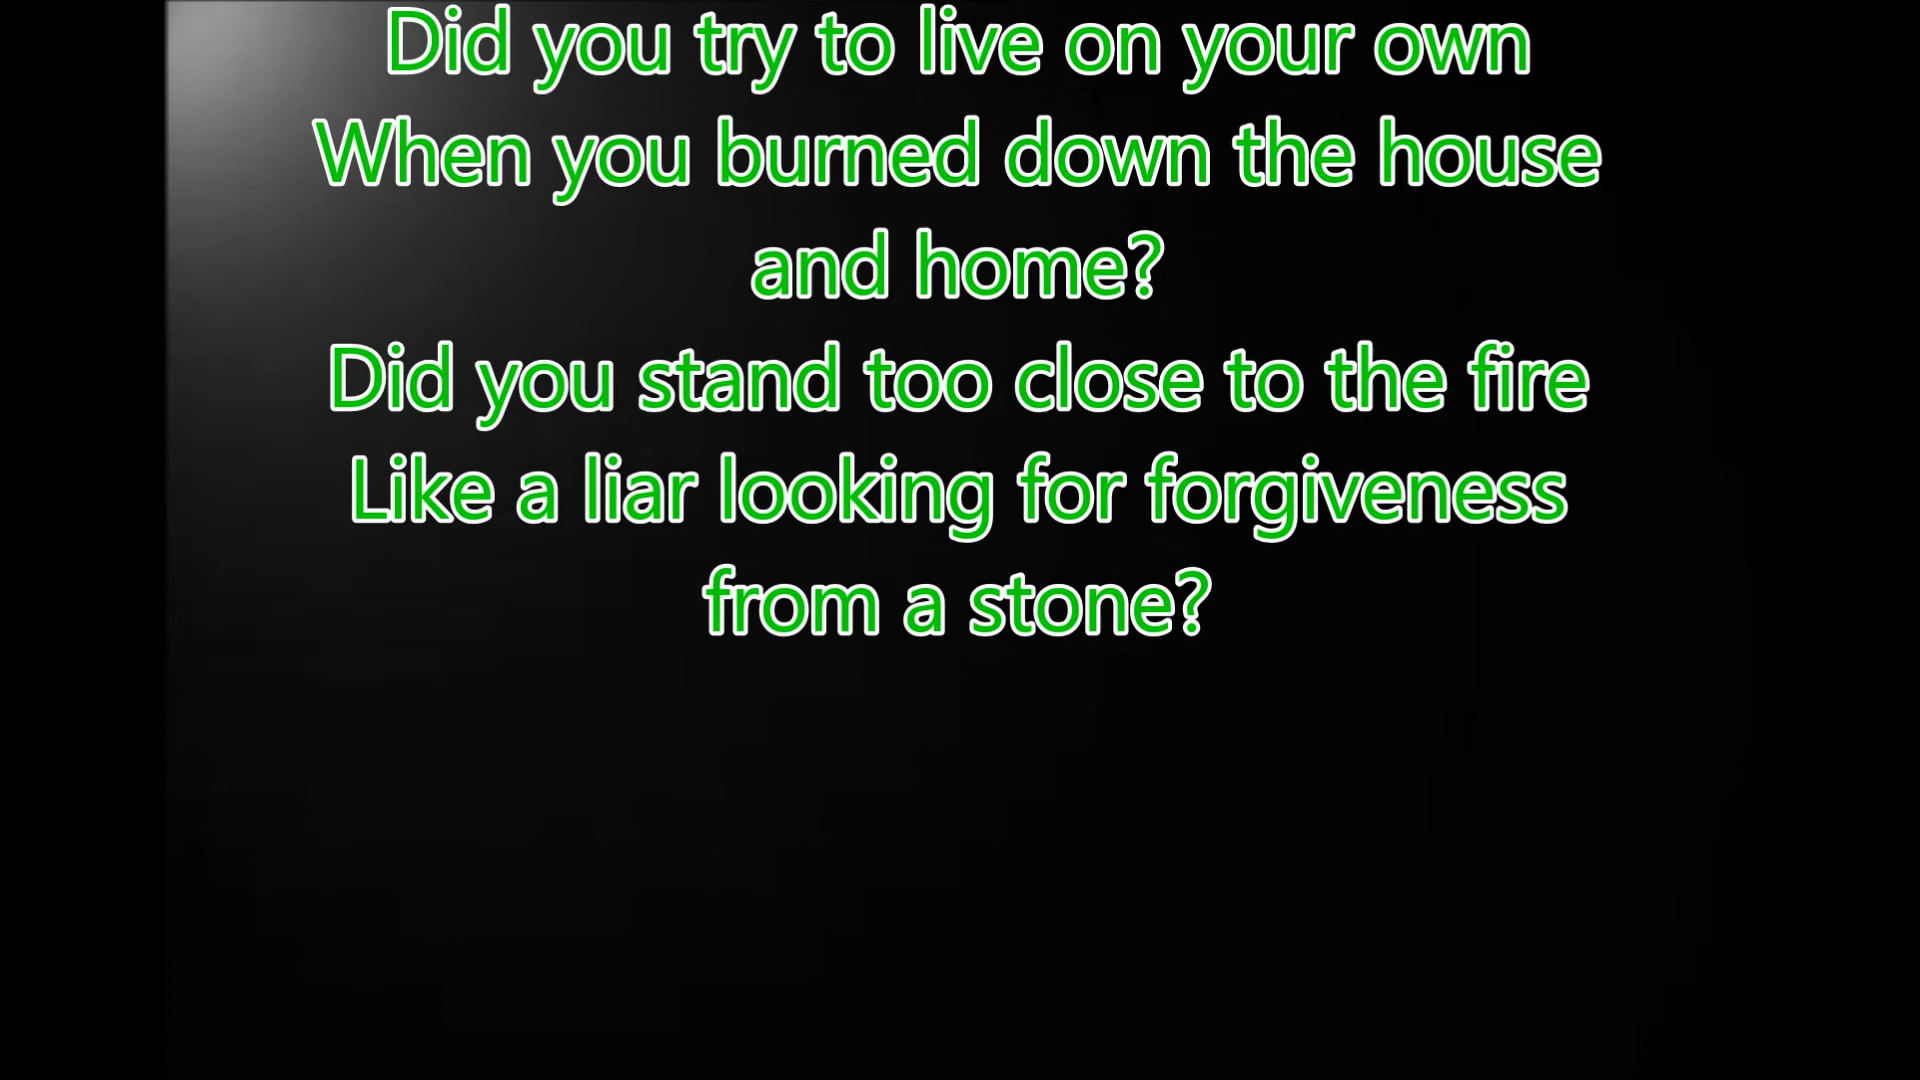 Did you try to live on your own
When you burned down the house
and home?
Did you stand too close to the fire
Like a liar looking for forgiveness
from a stone?